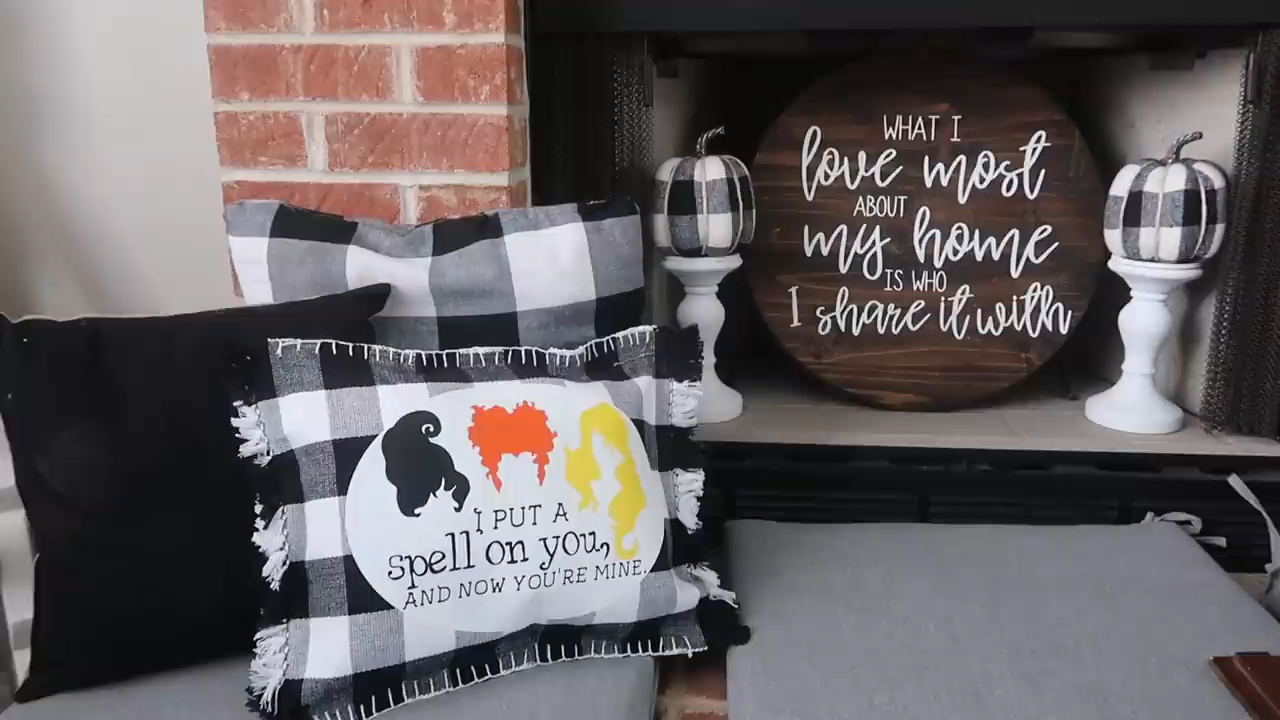 WHAT I
love most
ABOUT
my home
IS WHO
I share it with
I PUT A
spell on you,
AND NOW YOU'RE MINE.